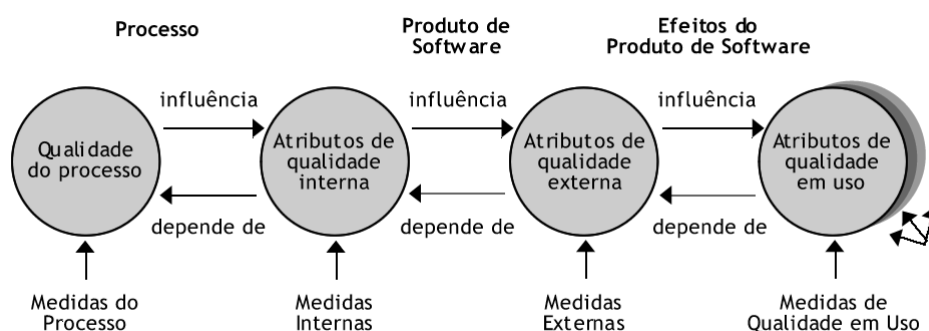 Processo
Produto de
Software
Efeitos do
Produto de Software
influência
influência
influência
Qualidade
do processo
Atributos de
qualidade
interna
Atributos de
qualidade
externa
Atributos de
qualidade
em uso
depende de
depende de
depende de
Medidas do
Processo
Medidas
Internas
Medidas
Externas
Medidas de
Qualidade em Uso